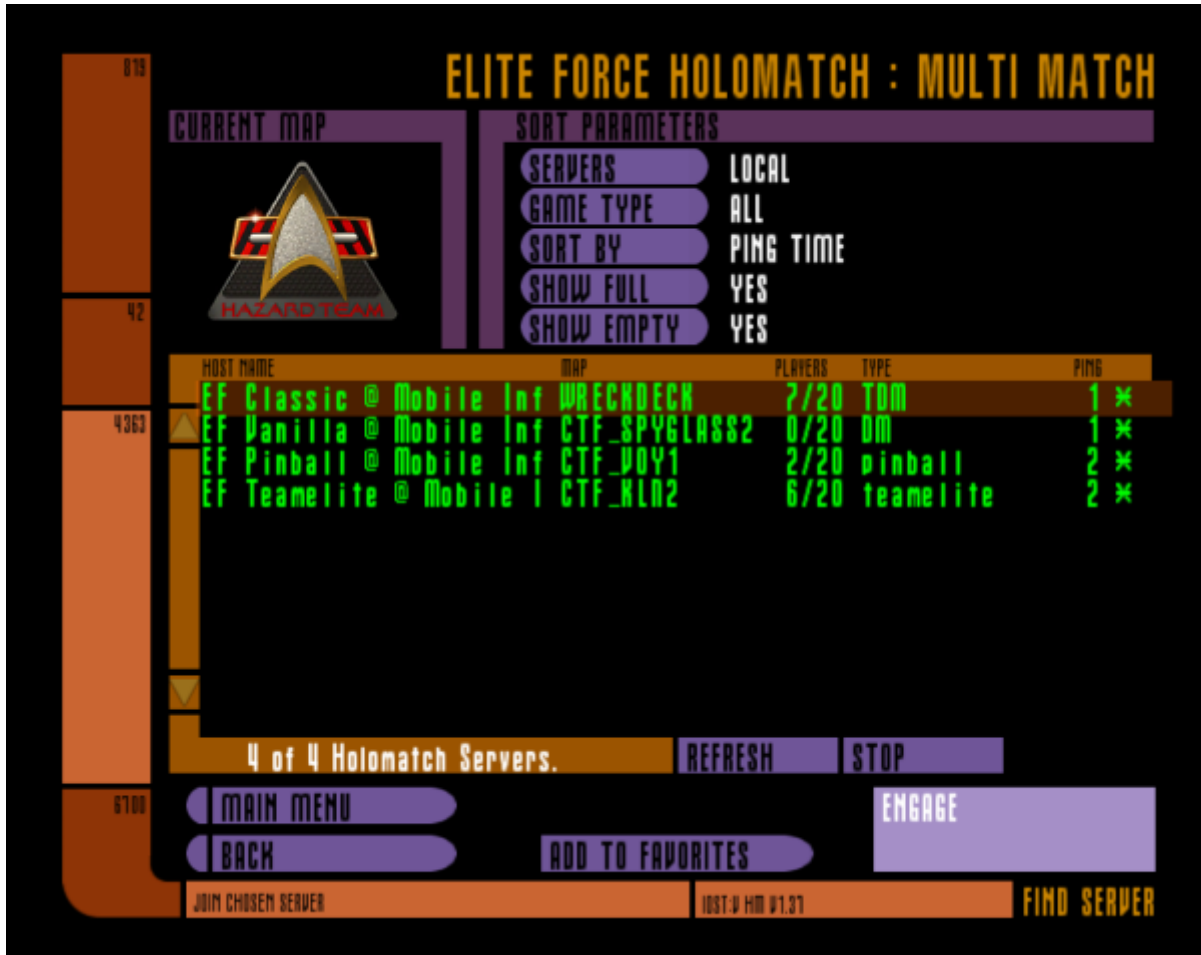 819
ELITE FORCE HOLOMATCH : MULTI MATCH
CURRENT MAP
SORT PARAMETERS
HAZARD TEAM
SERVERS LOCAL
GAME TYPE ALL
SORT BY PING TIME
SHOW FULL YES
42
SHOW EMPTY YES
HOST NAME MAP PLAYERS TYPE PING
EF Classic @ Mobile Inf WRECKDECK 7/20 TDM 1
4363
EF Vanilla @ Mobile Inf CTF_SPYGLASS2 0/20 DM 1
EF Pinball @ Mobile Inf CTF_VOY1 2/20 pinball 2
EF Teamelite @ Mobile I CTF_KLN2 6/20 teamelite 2
4 of 4 Holomatch Servers. REFRESH STOP
6700
MAIN MENU
ENGAGE
BACK
ADD TO FAVORITES
JOIN CHOSEN SERVER
IOST:V HM V1.37
FIND SERVER